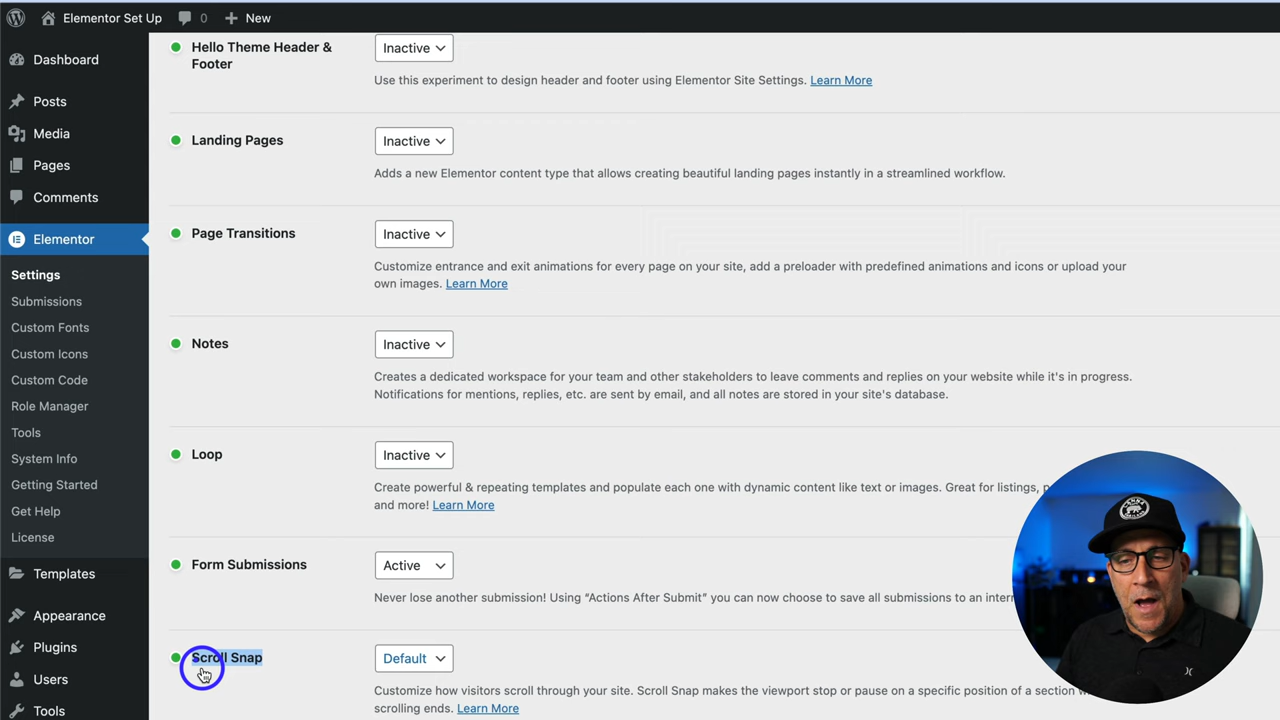 Elementor Set Up 0 New
Dashboard
Posts
Media
Pages
Comments
Elementor
Settings
Submissions
Custom Fonts
Custom Icons
Custom Code
Role Manager
Tools
System Info
Getting Started
Get Help
License
Templates
Appearance
Plugins
Users
Tools
Hello Theme Header &
Footer
Inactive
Use this experiment to design header and footer using Elementor Site Settings. Learn More
Landing Pages
Inactive
Adds a new Elementor content type that allows creating beautiful landing pages instantly in a streamlined workflow.
Page Transitions
Inactive
Customize entrance and exit animations for every page on your site, add a preloader with predefined animations and icons or upload your
own images. Learn More
Notes
Inactive
Creates a dedicated workspace for your team and other stakeholders to leave comments and replies on your website while it's in progress.
Notifications for mentions, replies, etc. are sent by email, and all notes are stored in your site's database.
Loop
Inactive
Create powerful & repeating templates and populate each one with dynamic content like text or images. Great for listings,
and more! Learn More
Form Submissions
Active
Never lose another submission! Using “Actions After Submit” you can now choose to save all submissions to an
Scroll Snap
Default
Customize how visitors scroll through your site. Scroll Snap makes the viewport stop or pause on a specific position of a section
scrolling ends. Learn More